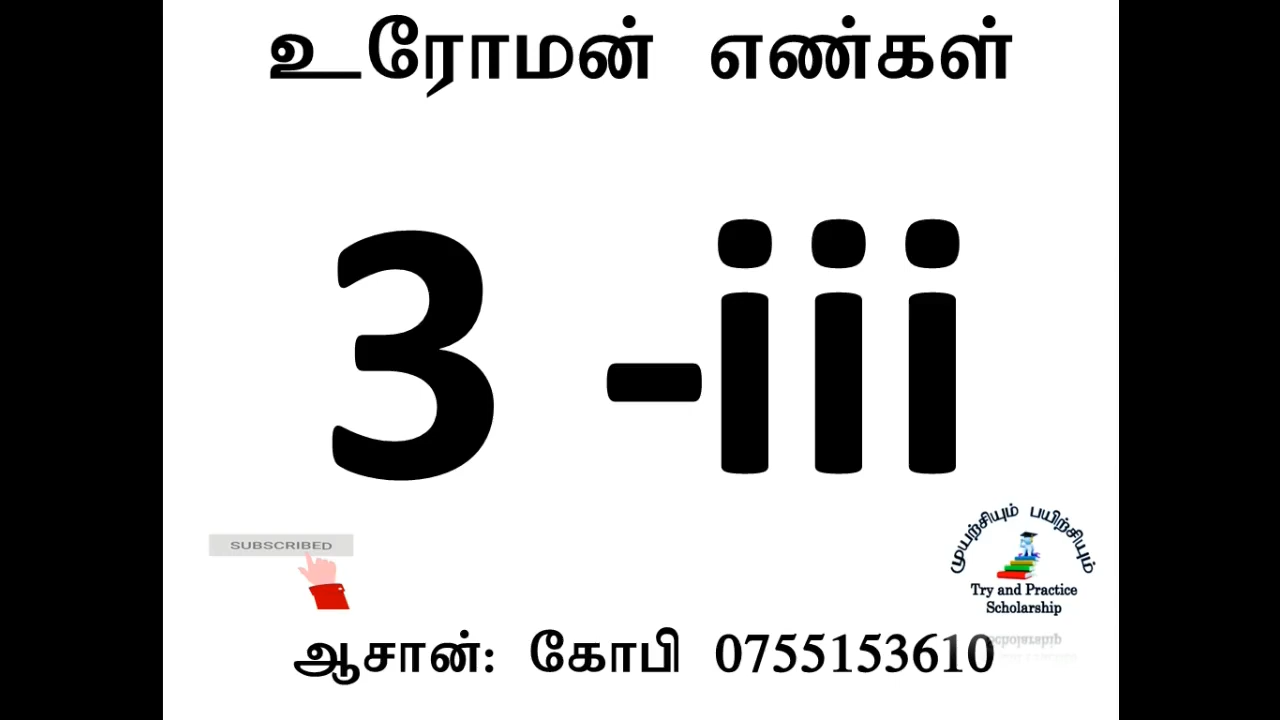 உரோமன் எண்கள்
3 -iii
SUBSCRIBED
முயற்சியும் பயிற்சியும்
Try and Practice
Scholarship
ஆசான்: கோபி 0755153610